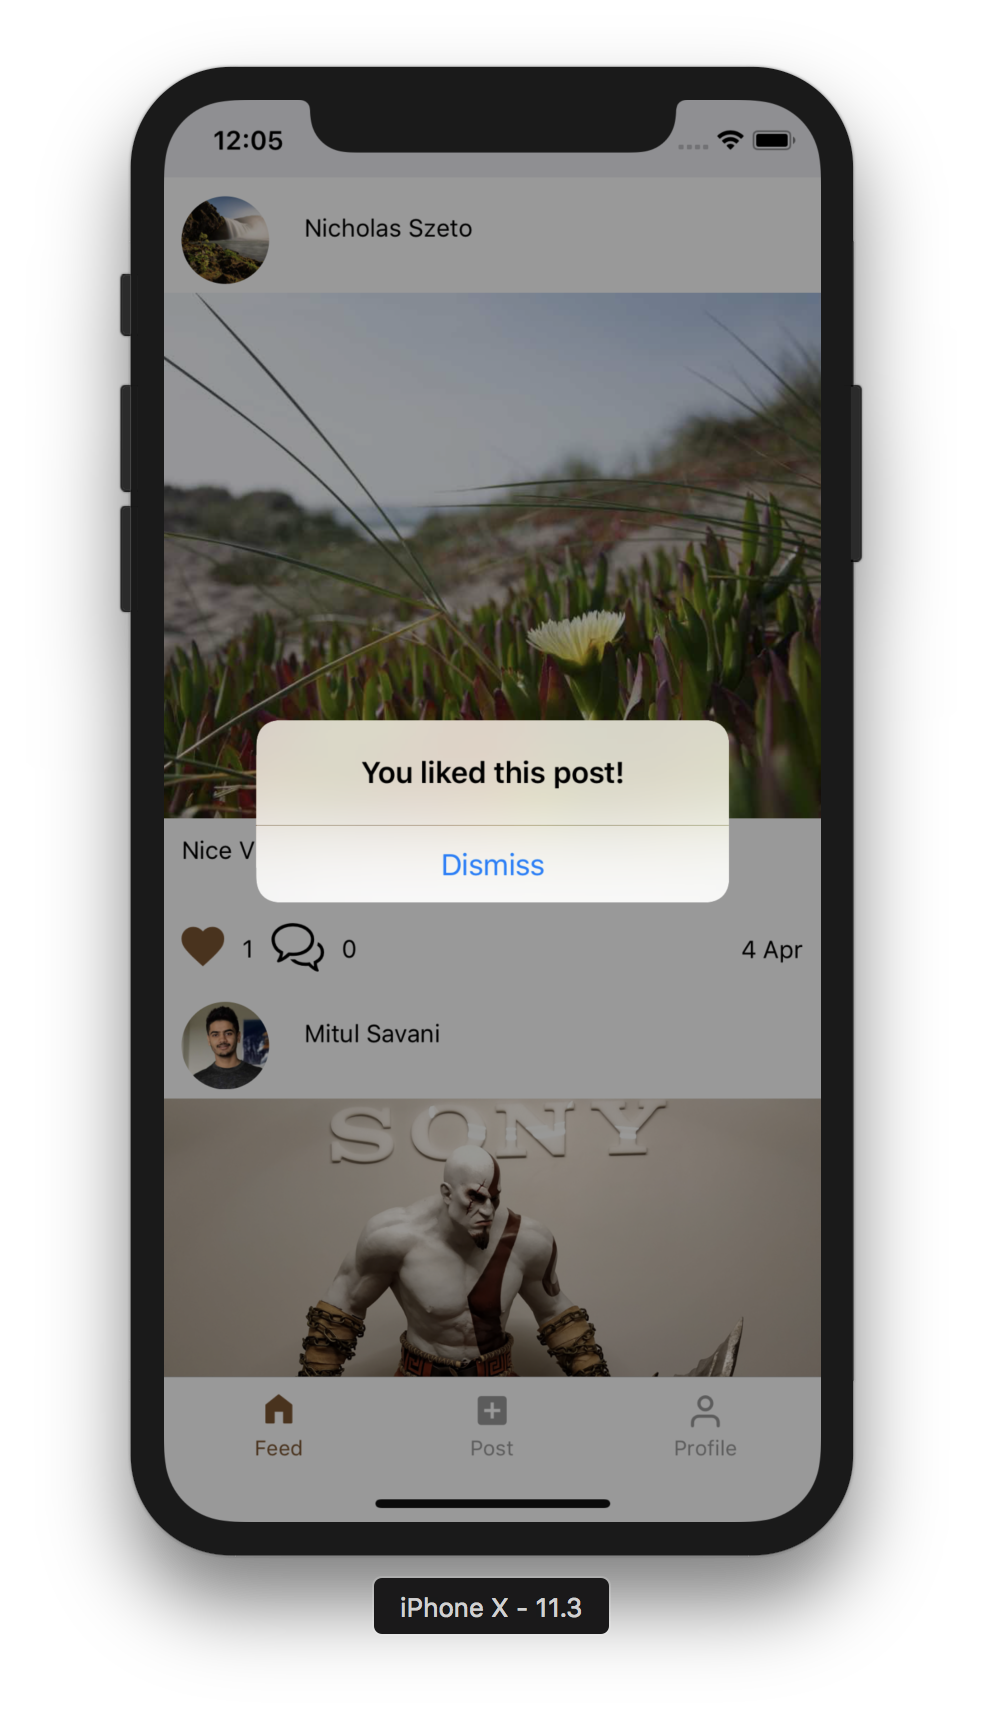 12:05
Nicholas Szeto
You liked this post!
Dismiss
Nice V
1 0 4 Apr
Mitul Savani
SONY
Feed Post Profile
iPhone X - 11.3